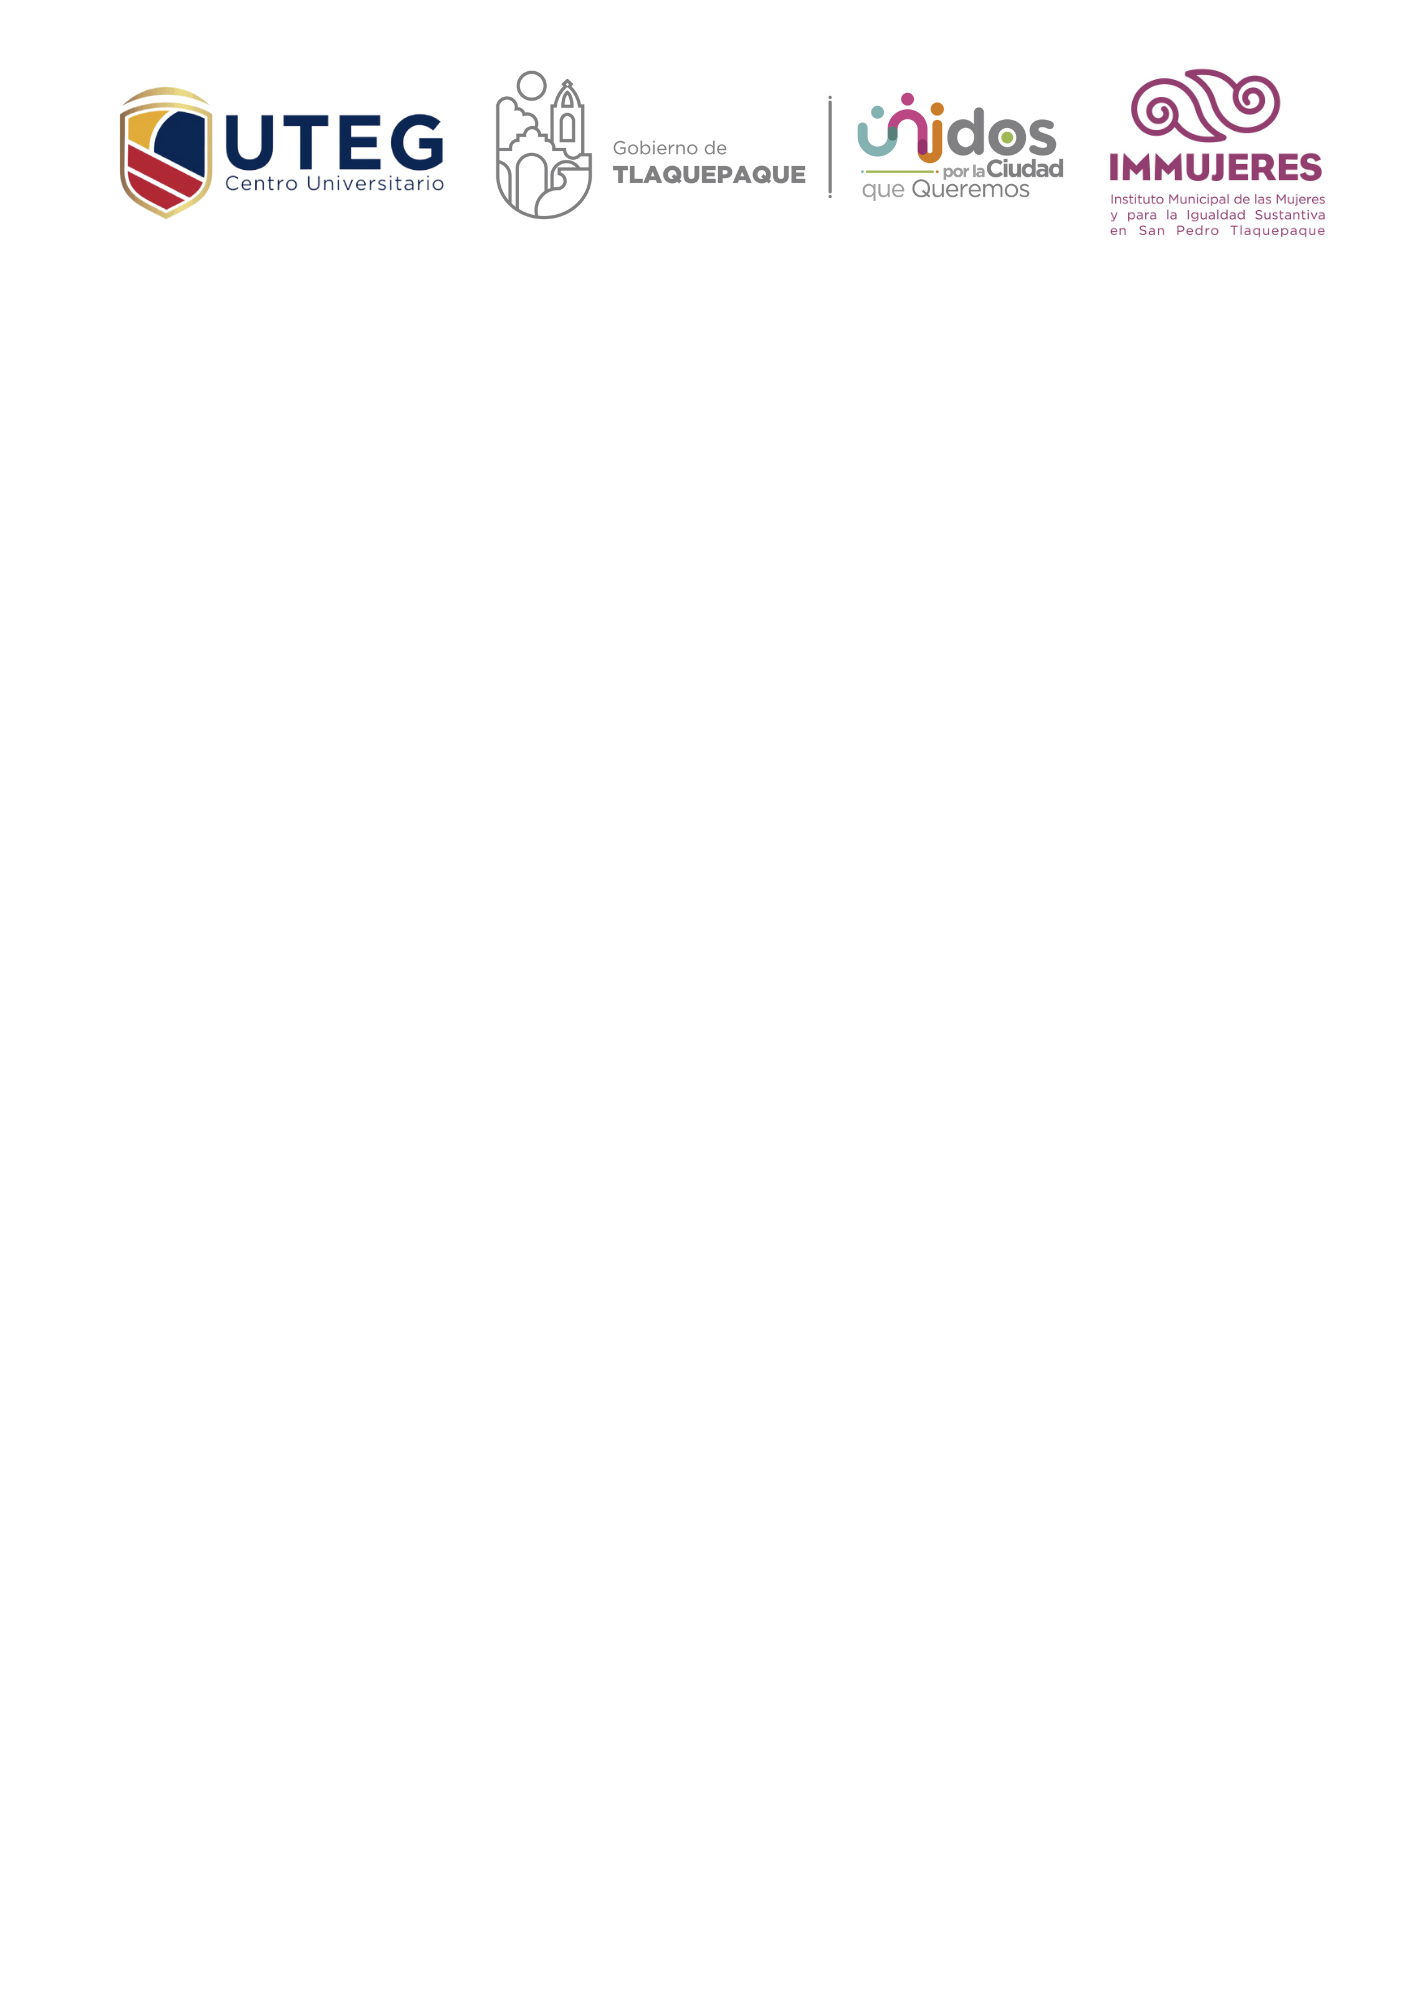 UTEG
Centro Universitario
Gobierno de
TLAQUEPAQUE
unidos
por la Ciudad
que Queremos
IMMUJERES
Instituto Municipal de las Mujeres
y para la Igualdad Sustantiva
en San Pedro Tlaquepaque